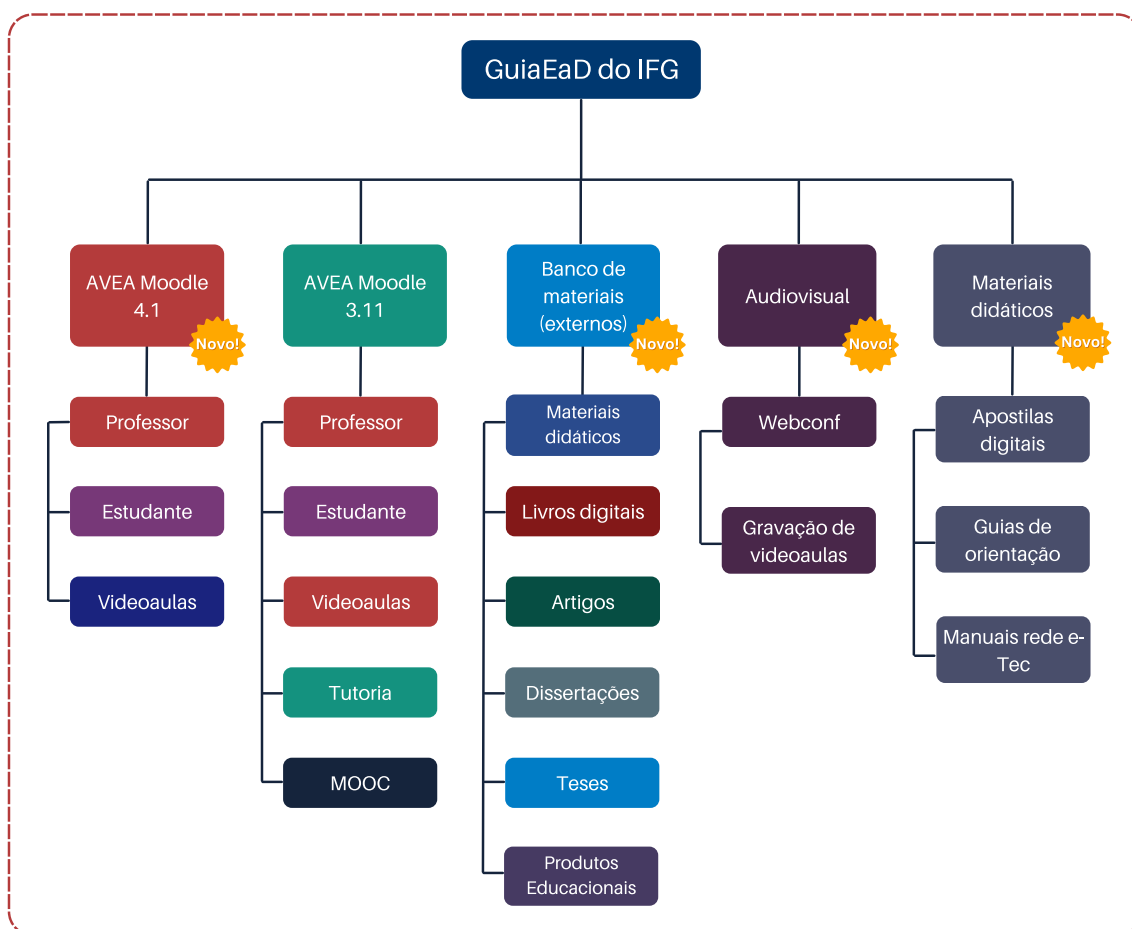 GuiaEaD do IFG
AVEA Moodle
4.1
Novo!
AVEA Moodle
3.11
Banco de
materiais
(externos)
Novo!
Audiovisual
Novo!
Materiais
didáticos
Novo!
Professor
Estudante
Videoaulas
Professor
Estudante
Videoaulas
Tutoria
MOOC
Materiais
didáticos
Livros digitais
Artigos
Dissertações
Teses
Produtos
Educacionais
Webconf
Gravação de
videoaulas
Apostilas
digitais
Guias de
orientação
Manuais rede e-
Tec